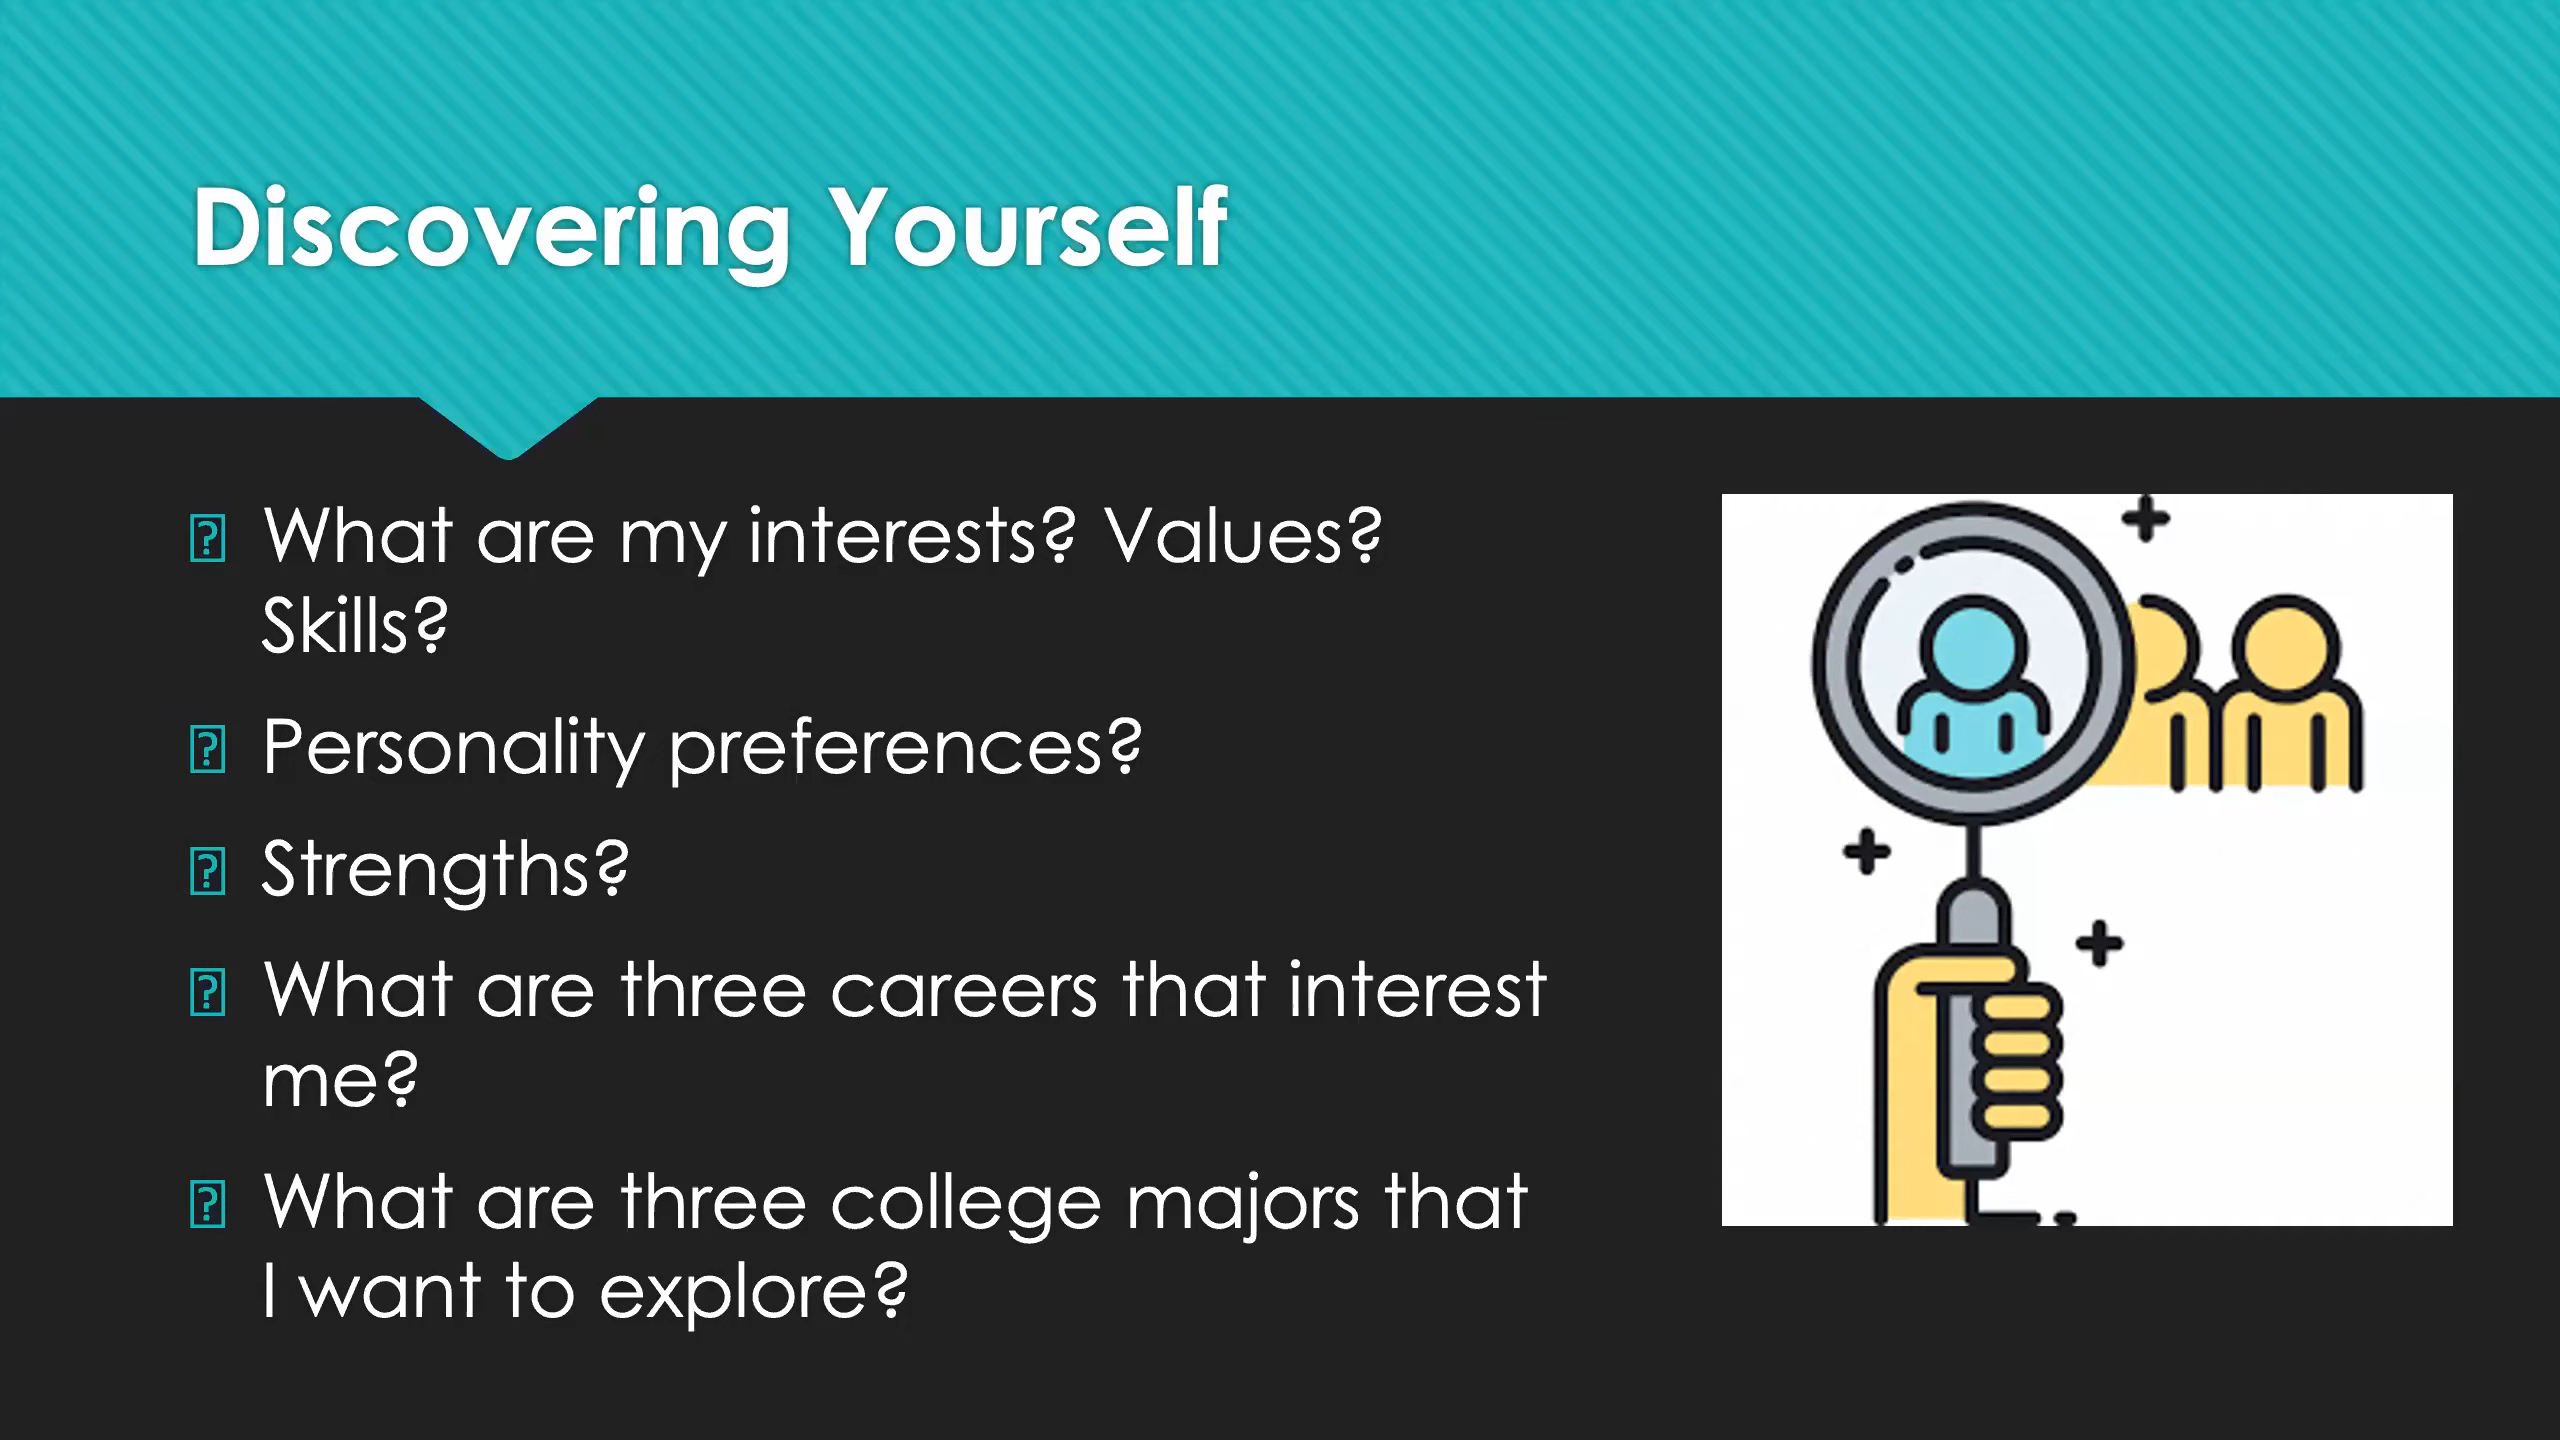 Discovering Yourself
What are my interests? Values?
Skills?
Personality preferences?
Strengths?
What are three careers that interest
me?
What are three college majors that
I want to explore?